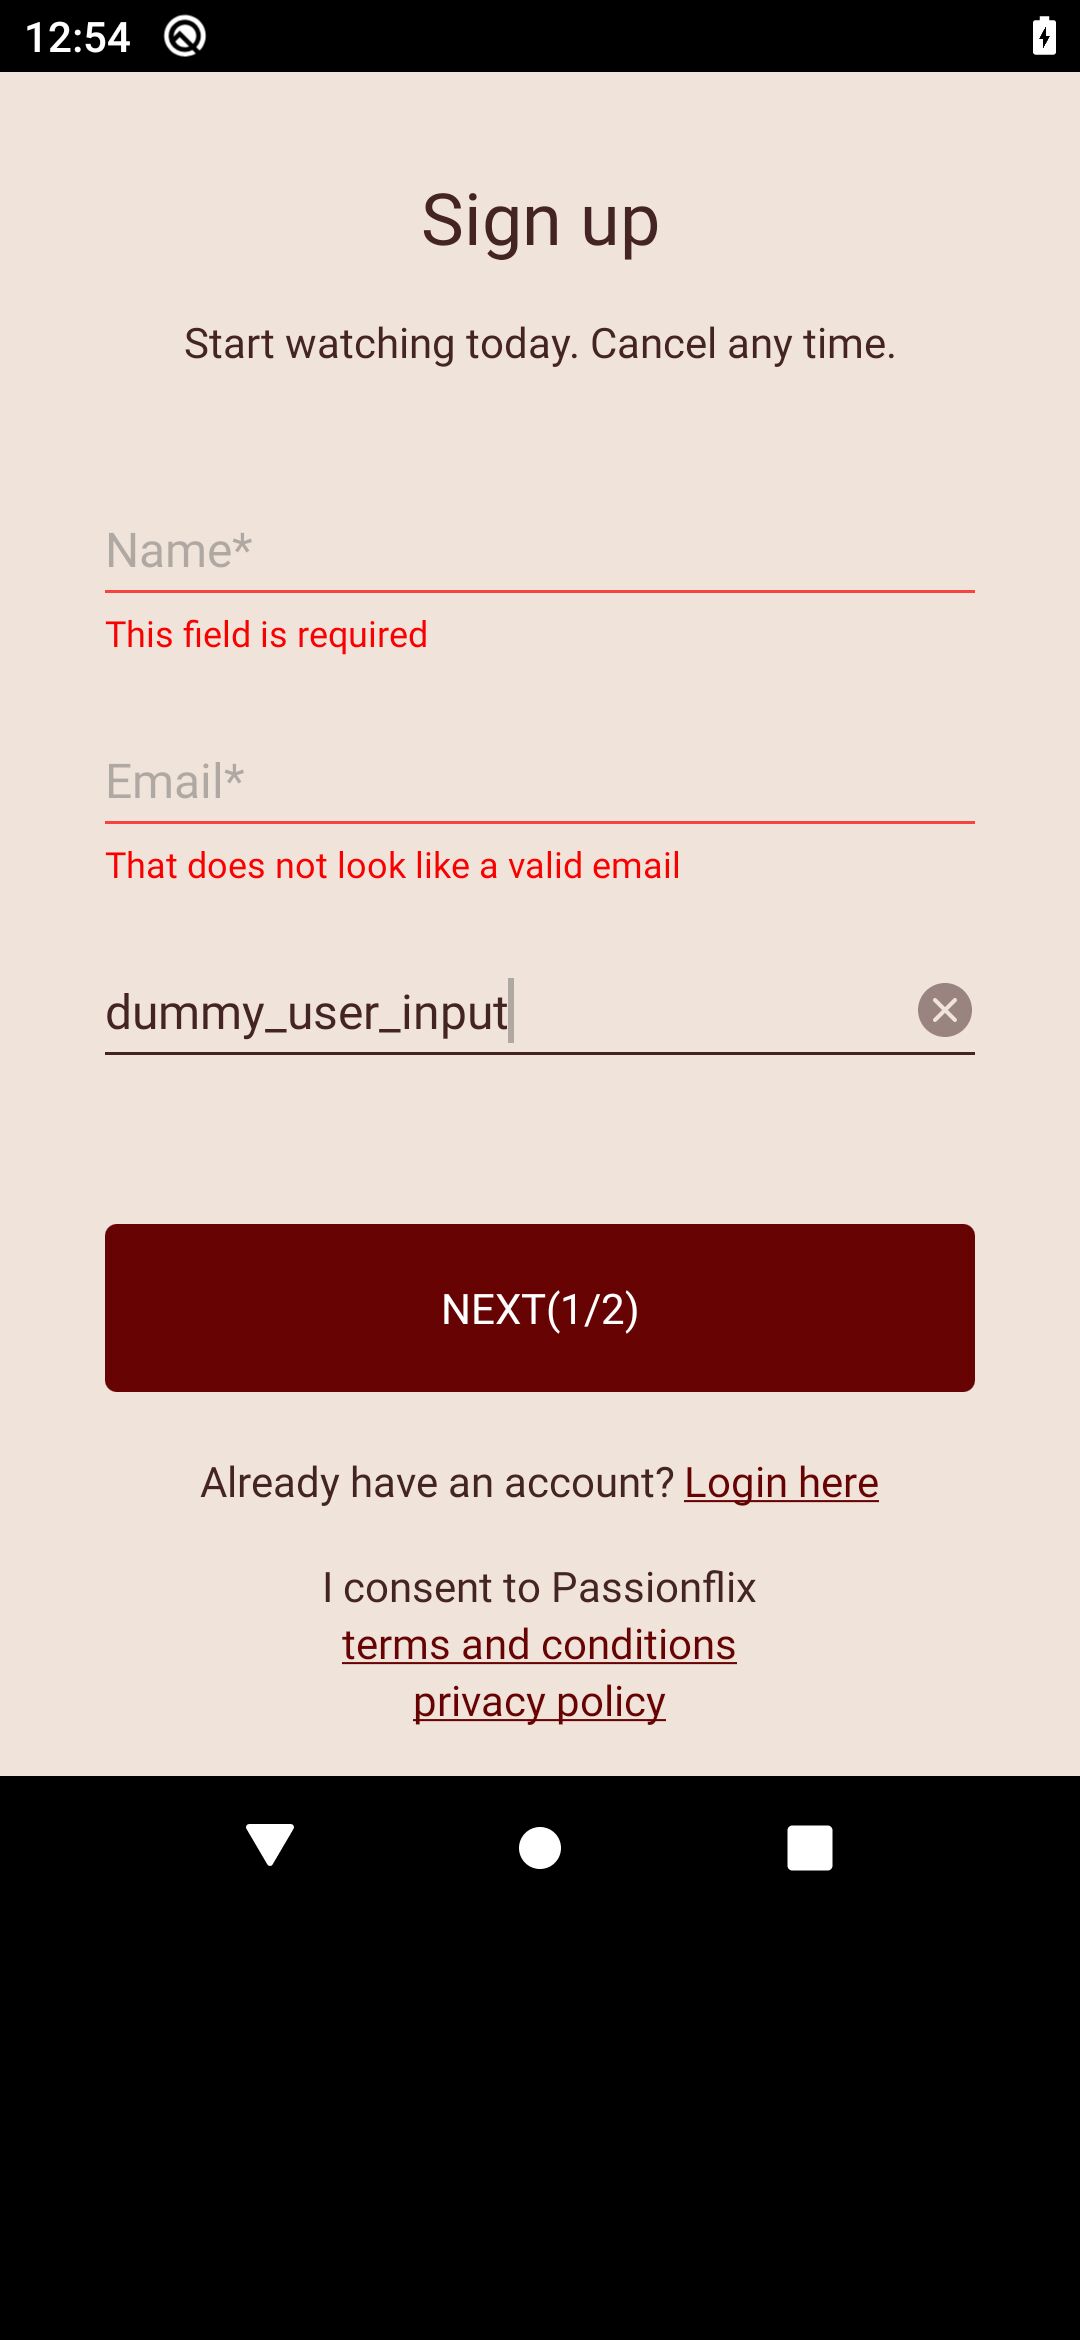 12:54
Sign up
Start watching today. Cancel any time.
Name*
This field is required
Email*
That does not look like a valid email
dummy_user_input
NEXT(1/2)
Already have an account? Login here
I consent to Passionflix
terms and conditions
privacy policy